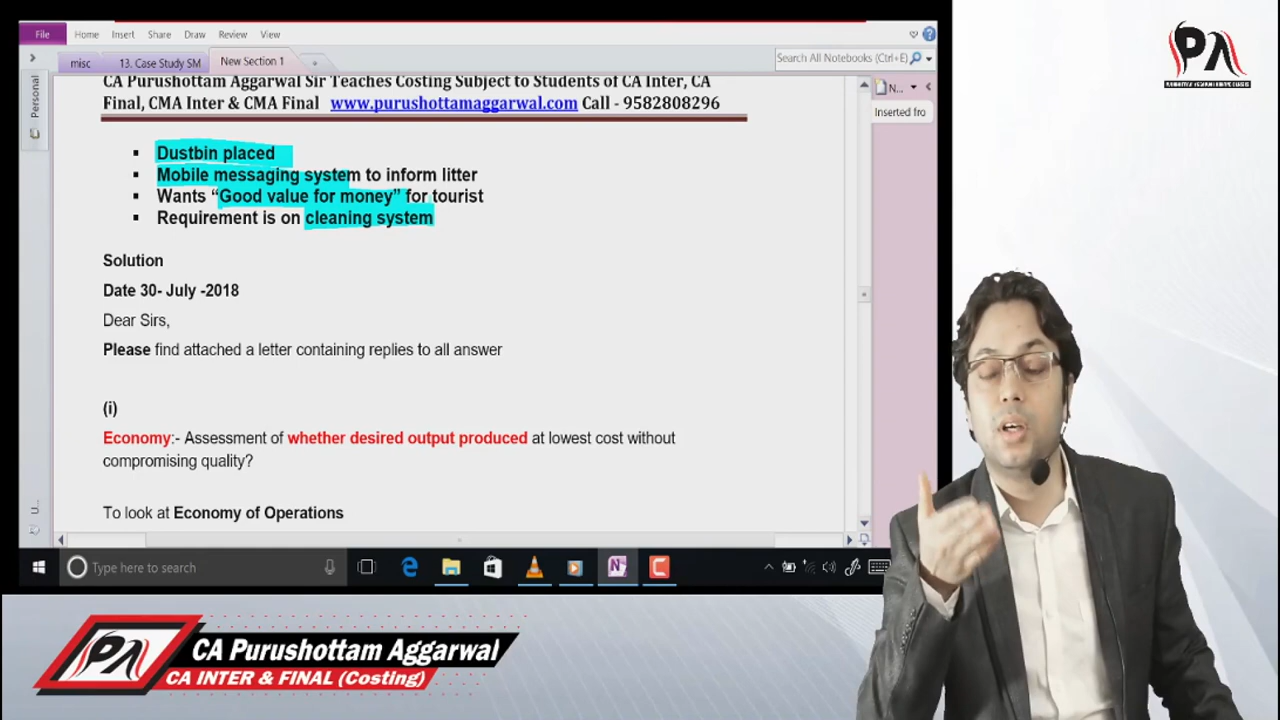 File Home Insert Share Draw Review View
misc 13. Case Study SM New Section 1
Search All Notebooks (Ctrl+E)
Personal
N...
Inserted fro
CA Purushottam Aggarwal Sir Teaches Costing Subject to Students of CA Inter, CA
Final, CMA Inter & CMA Final www.purushottamaggarwal.com Call - 9582808296
▪ Dustbin placed
▪ Mobile messaging system to inform litter
▪ Wants “Good value for money” for tourist
▪ Requirement is on cleaning system
Solution
Date 30- July -2018
Dear Sirs,
Please find attached a letter containing replies to all answer
(i)
Economy:- Assessment of whether desired output produced at lowest cost without
compromising quality?
To look at Economy of Operations
U...
Type here to search
PA
PA
CA Purushottam Aggarwal
CA INTER & FINAL (Costing)